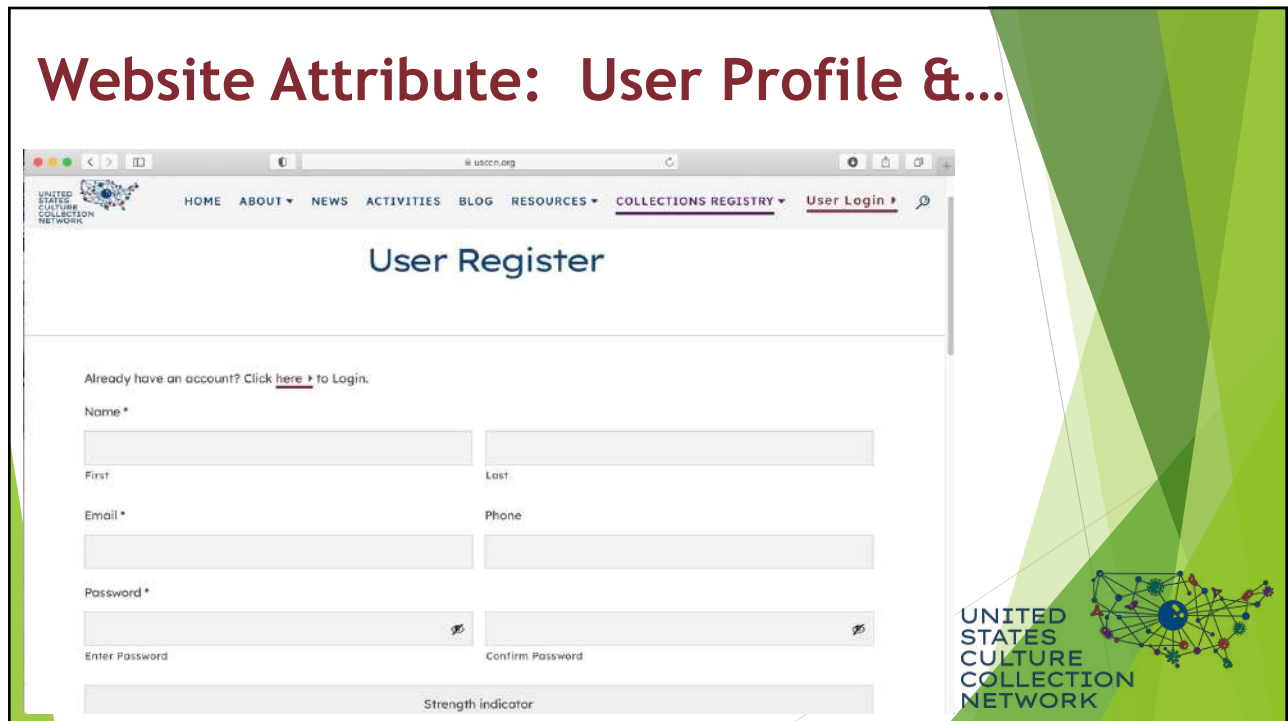 Website Attribute: User Profile &…
usccn.org
UNITED
STATES
CULTURE
COLLECTION
NETWORK
HOME ABOUT NEWS ACTIVITIES BLOG RESOURCES COLLECTIONS REGISTRY User Login
User Register
Already have an account? Click here to Login.
Name *
First Last
Email * Phone
Password *
Enter Password Confirm Password
Strength indicator
UNITED
STATES
CULTURE
COLLECTION
NETWORK